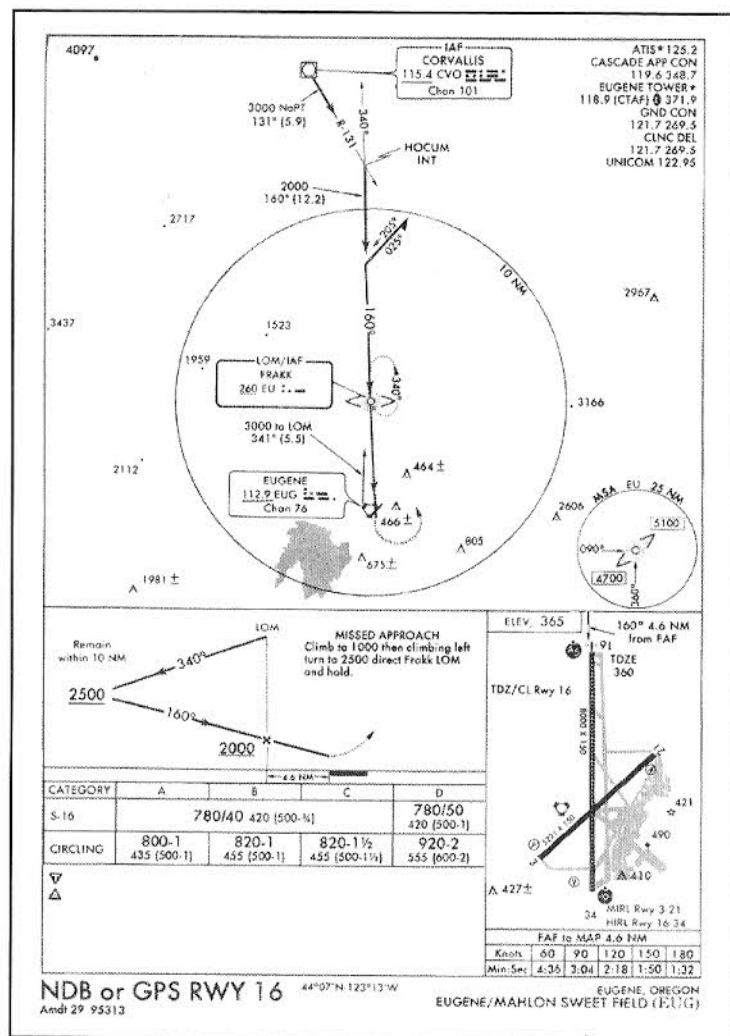 4097
IAF
CORVALLIS
115.4 CVO
Chan 101
ATIS* 125.2
CASCADE APP CON
119.6 348.7
EUGENE TOWER*
118.9 (CTAF) 371.9
GND CON
121.7 269.5
CLNC DEL
121.7 269.5
UNICOM 122.95
3000 NoPT
131° (5.9)
R-131
340°
HOCUM
INT
2000
160° (12.2)
2717
205°
025°
10 NM
2967
160°
3437
1523
1959
LOM/IAF
FRAKK
260 EU
340°
3166
3000 to LOM
341° (5.5)
2112
464±
EUGENE
112.9 EUG
Chan 76
466±
2606
MSA EU 25 NM
5100
090°
4700
360°
805
675±
1981±
Remain
within 10 NM
LOM
340°
2500
160°
2000
4.6 NM
MISSED APPROACH
Climb to 1000 then climbing left
turn to 2500 direct Frakk LOM
and hold.
ELEV. 365
160° 4.6 NM
from FAF
A5
16
TDZE
360
TDZ/CL Rwy 16
8000 X 150
21
421
5221 X 150
490
3
410
427±
34
MIRL Rwy 3-21
HIRL Rwy 16-34
CATEGORY A B C D
S-16 780/40 420 (500-¾) 780/50 420 (500-1)
CIRCLING 800-1 435 (500-1) 820-1 455 (500-1) 820-1½ 455 (500-1½) 920-2 555 (600-2)
FAF to MAP 4.6 NM
Knots 60 90 120 150 180
Min:Sec 4:36 3:04 2:18 1:50 1:32
NDB or GPS RWY 16 44°07'N-123°13'W
Amdt 29 95313
EUGENE, OREGON
EUGENE/MAHLON SWEET FIELD (EUG)